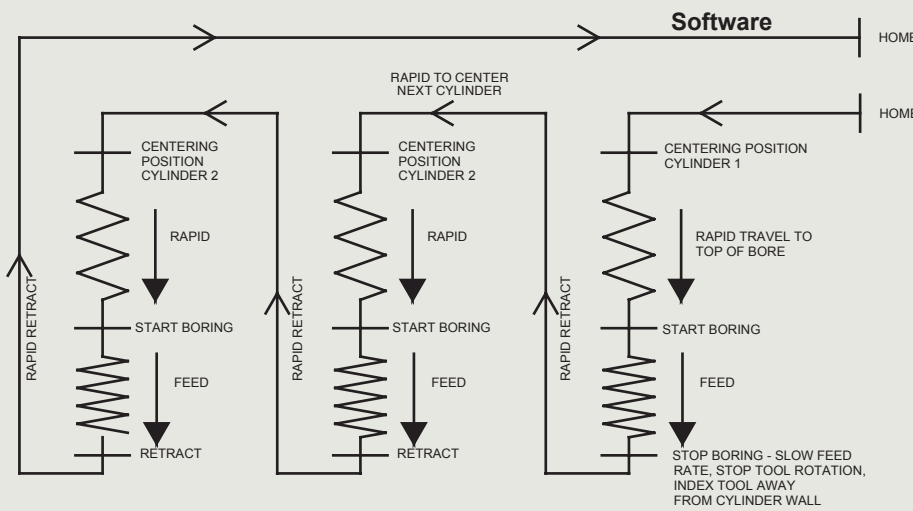 Software
HOME
RAPID TO CENTER
NEXT CYLINDER
HOME
CENTERING
POSITION
CYLINDER 2
CENTERING
POSITION
CYLINDER 2
CENTERING POSITION
CYLINDER 1
RAPID
RAPID
RAPID TRAVEL TO
TOP OF BORE
RAPID RETRACT
RAPID RETRACT
RAPID RETRACT
START BORING
START BORING
START BORING
FEED
FEED
FEED
RETRACT
RETRACT
STOP BORING - SLOW FEED
RATE, STOP TOOL ROTATION,
INDEX TOOL AWAY
FROM CYLINDER WALL